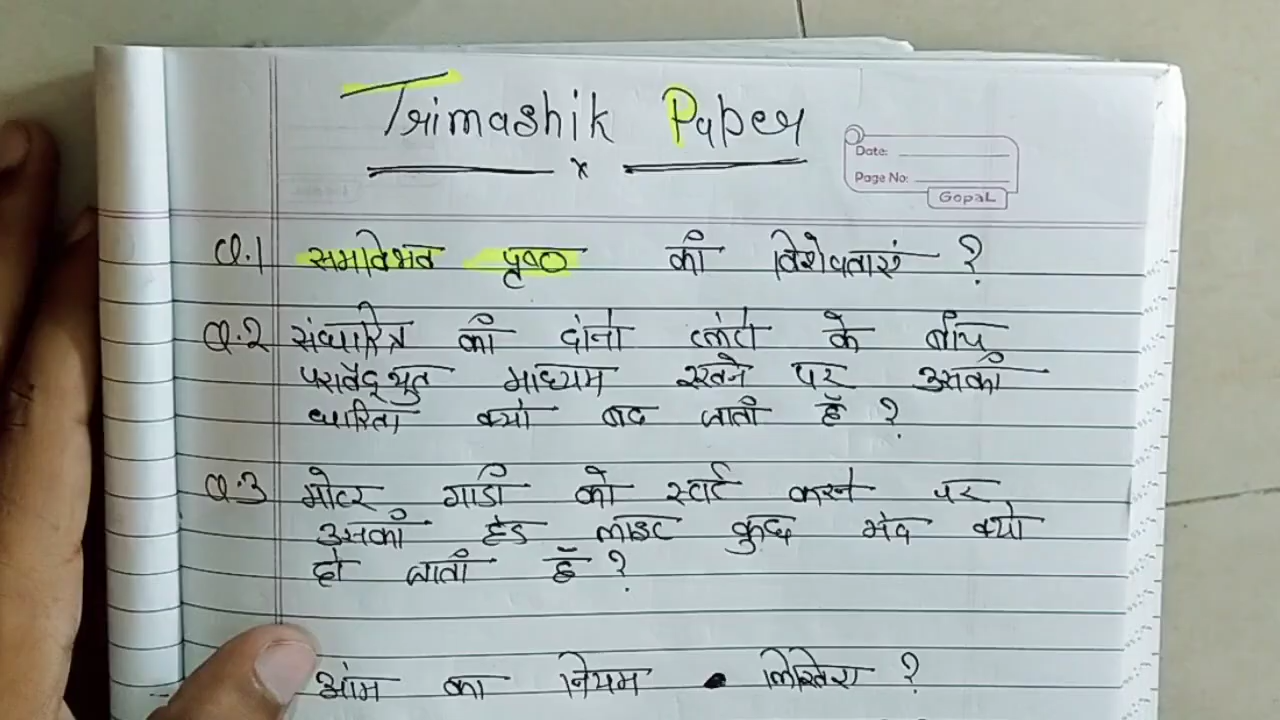 Trimashik Paper
x
Date:
Page No:
GopaL
Q.1 समविभव पृष्ठ की विशेषताएं ?
Q.2 संधारित्र की दोनों प्लेटों के बीच
परावैद्युत माध्यम रखने पर उसकी
धारिता क्यों बढ़ जाती है ?
Q.3 मोटर गाडी को स्टार्ट करने पर
उसकी हेड लाइट कुछ मंद क्यो
हो जाती है ?
ओम का नियम लिखिए ?